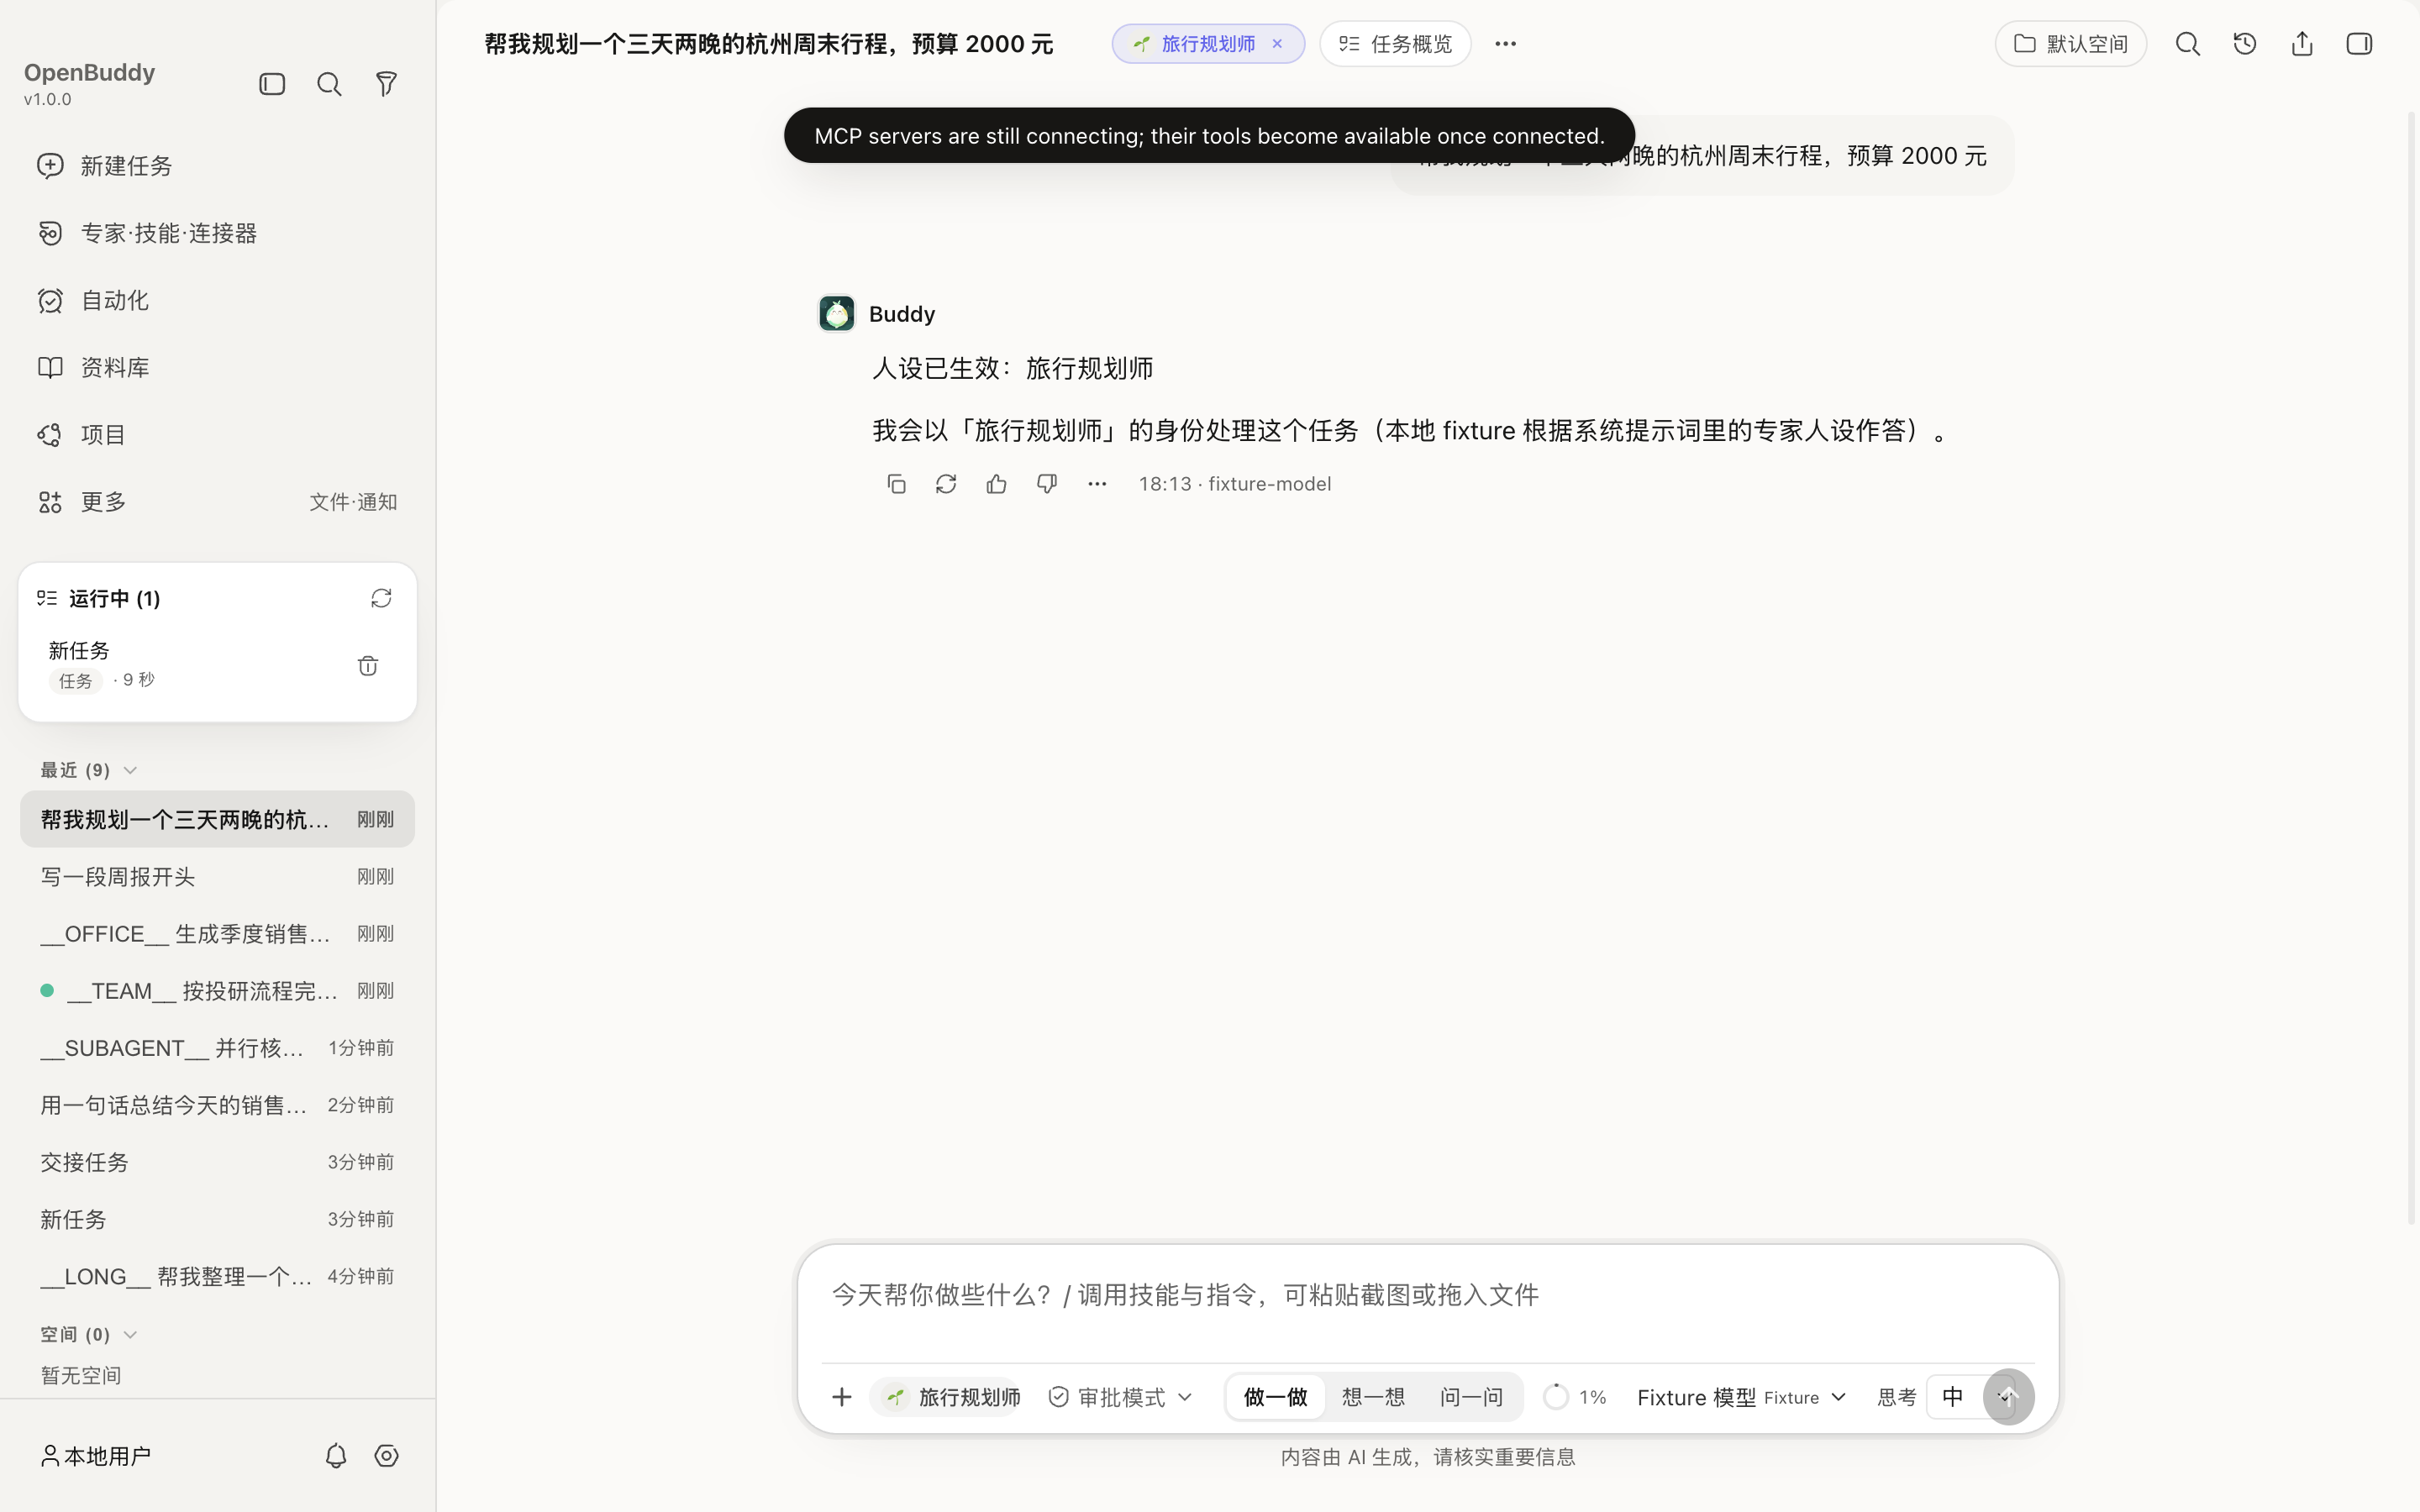 OpenBuddy
v1.0.0
新建任务
专家·技能·连接器
自动化
资料库
项目
更多 文件·通知
运行中 (1)
新任务
任务 · 9 秒
最近 (9)
帮我规划一个三天两晚的杭... 刚刚
写一段周报开头 刚刚
__OFFICE__ 生成季度销售... 刚刚
__TEAM__ 按投研流程完... 刚刚
__SUBAGENT__ 并行核... 1分钟前
用一句话总结今天的销售... 2分钟前
交接任务 3分钟前
新任务 3分钟前
__LONG__ 帮我整理一个... 4分钟前
空间 (0)
暂无空间
本地用户
帮我规划一个三天两晚的杭州周末行程，预算 2000 元
旅行规划师 ×
任务概览
默认空间
MCP servers are still connecting; their tools become available once connected.
晚的杭州周末行程，预算 2000 元
Buddy
人设已生效：旅行规划师
我会以「旅行规划师」的身份处理这个任务（本地 fixture 根据系统提示词里的专家人设作答）。
18:13 · fixture-model
今天帮你做些什么？/ 调用技能与指令，可粘贴截图或拖入文件
旅行规划师 审批模式 做一做 想一想 问一问 1% Fixture 模型 Fixture 思考 中
内容由 AI 生成，请核实重要信息